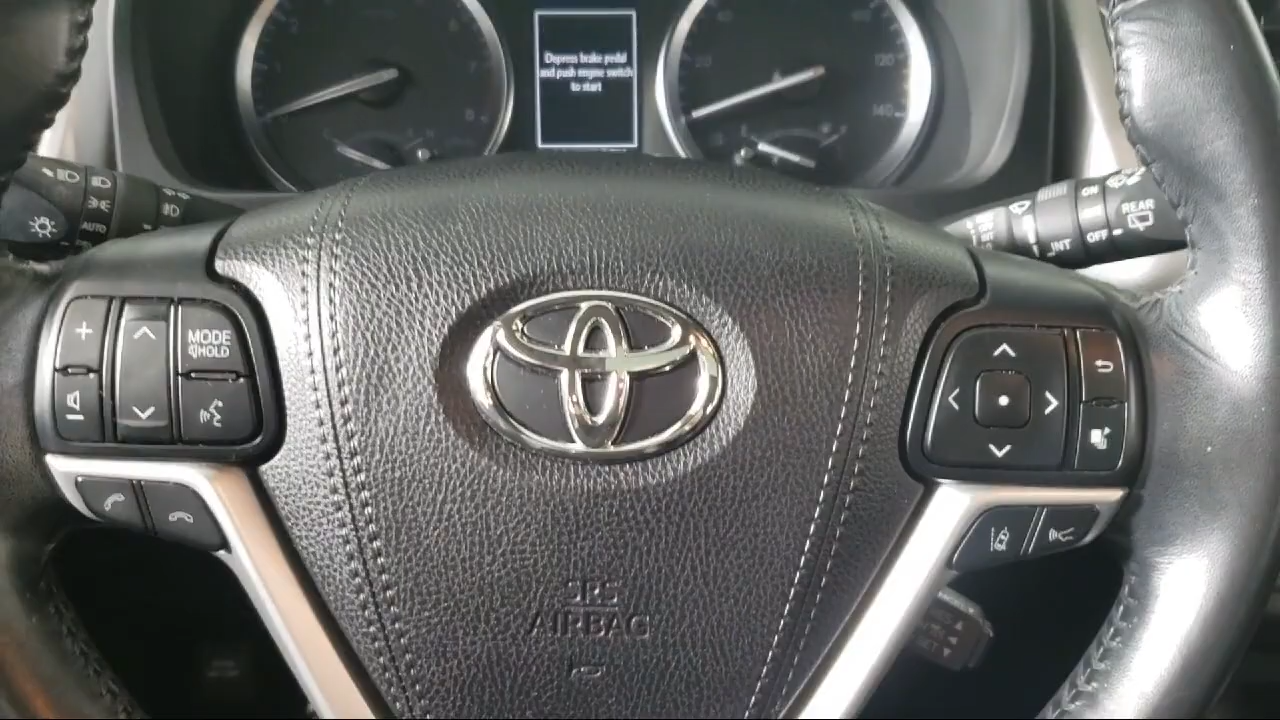 Depress brake pedal
and push engine switch
to start
120
140
8
AUTO
ON
OFF
INT
REAR
MODE
HOLD
SRS
AIRBAG